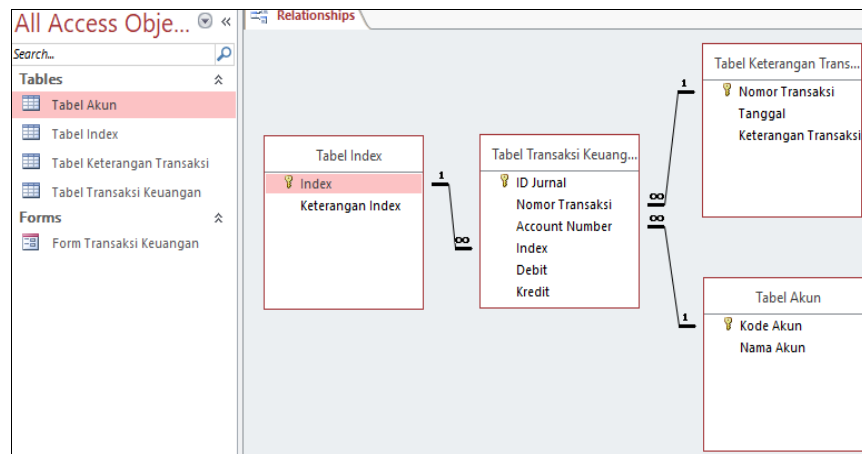 All Access Obje... «
Search...
Tables
Tabel Akun
Tabel Index
Tabel Keterangan Transaksi
Tabel Transaksi Keuangan
Forms
Form Transaksi Keuangan
Relationships
Tabel Index
Index
Keterangan Index
1
∞
Tabel Transaksi Keuang...
ID Jurnal
Nomor Transaksi
Account Number
Index
Debit
Kredit
∞
∞
1
1
Tabel Keterangan Trans...
Nomor Transaksi
Tanggal
Keterangan Transaksi
Tabel Akun
Kode Akun
Nama Akun